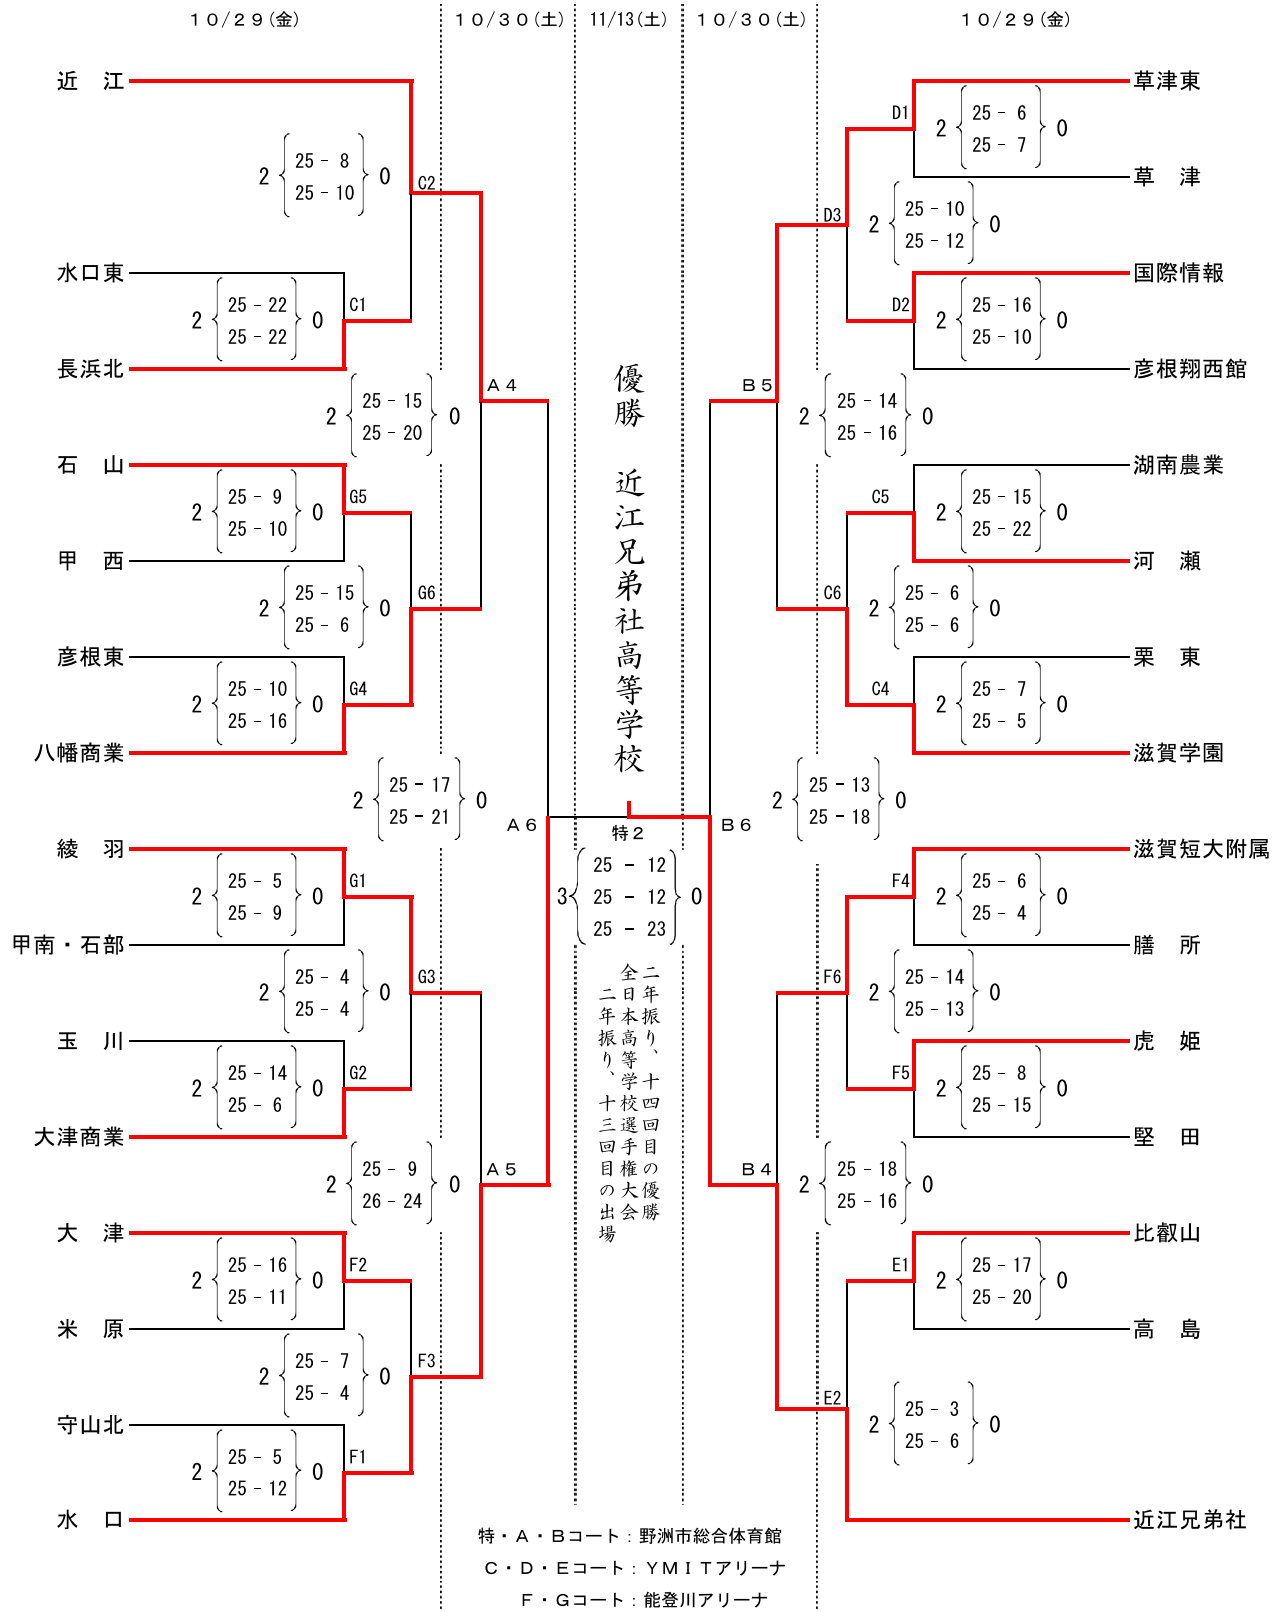 １０/２９(金)
１０/３０(土)
11/13(土)
１０/３０(土)
１０/２９(金)
近　江
2 25 - 8 0
25 - 10
C2
水口東
2 25 - 22 0
25 - 22
C1
長浜北
2 25 - 15 0
25 - 20
Ａ４
石　山
2 25 - 9 0
25 - 10
G5
甲　西
2 25 - 15 0
25 - 6
G6
彦根東
2 25 - 10 0
25 - 16
G4
八幡商業
2 25 - 17 0
25 - 21
Ａ６
綾　羽
2 25 - 5 0
25 - 9
G1
甲南・石部
2 25 - 4 0
25 - 4
G3
玉　川
2 25 - 14 0
25 - 6
G2
大津商業
2 25 - 9 0
26 - 24
Ａ５
大　津
2 25 - 16 0
25 - 11
F2
米　原
2 25 - 7 0
25 - 4
F3
守山北
2 25 - 5 0
25 - 12
F1
水　口
優勝　近江兄弟社高等学校
特２
3 25 - 12 0
25 - 12
25 - 23
二年振り、十四回目の優勝
全日本高等学校選手権大会
二年振り、十三回目の出場
草津東
D1
2 25 - 6 0
25 - 7
草　津
D3
2 25 - 10 0
25 - 12
国際情報
D2
2 25 - 16 0
25 - 10
彦根翔西館
Ｂ５
2 25 - 14 0
25 - 16
湖南農業
C5
2 25 - 15 0
25 - 22
河　瀬
C6
2 25 - 6 0
25 - 6
栗　東
C4
2 25 - 7 0
25 - 5
滋賀学園
Ｂ６
2 25 - 13 0
25 - 18
滋賀短大附属
F4
2 25 - 6 0
25 - 4
膳　所
F6
2 25 - 14 0
25 - 13
虎　姫
F5
2 25 - 8 0
25 - 15
堅　田
Ｂ４
2 25 - 18 0
25 - 16
比叡山
E1
2 25 - 17 0
25 - 20
高　島
E2
2 25 - 3 0
25 - 6
近江兄弟社
特・Ａ・Ｂコート：野洲市総合体育館
Ｃ・Ｄ・Ｅコート：ＹＭＩＴアリーナ
Ｆ・Ｇコート：能登川アリーナ